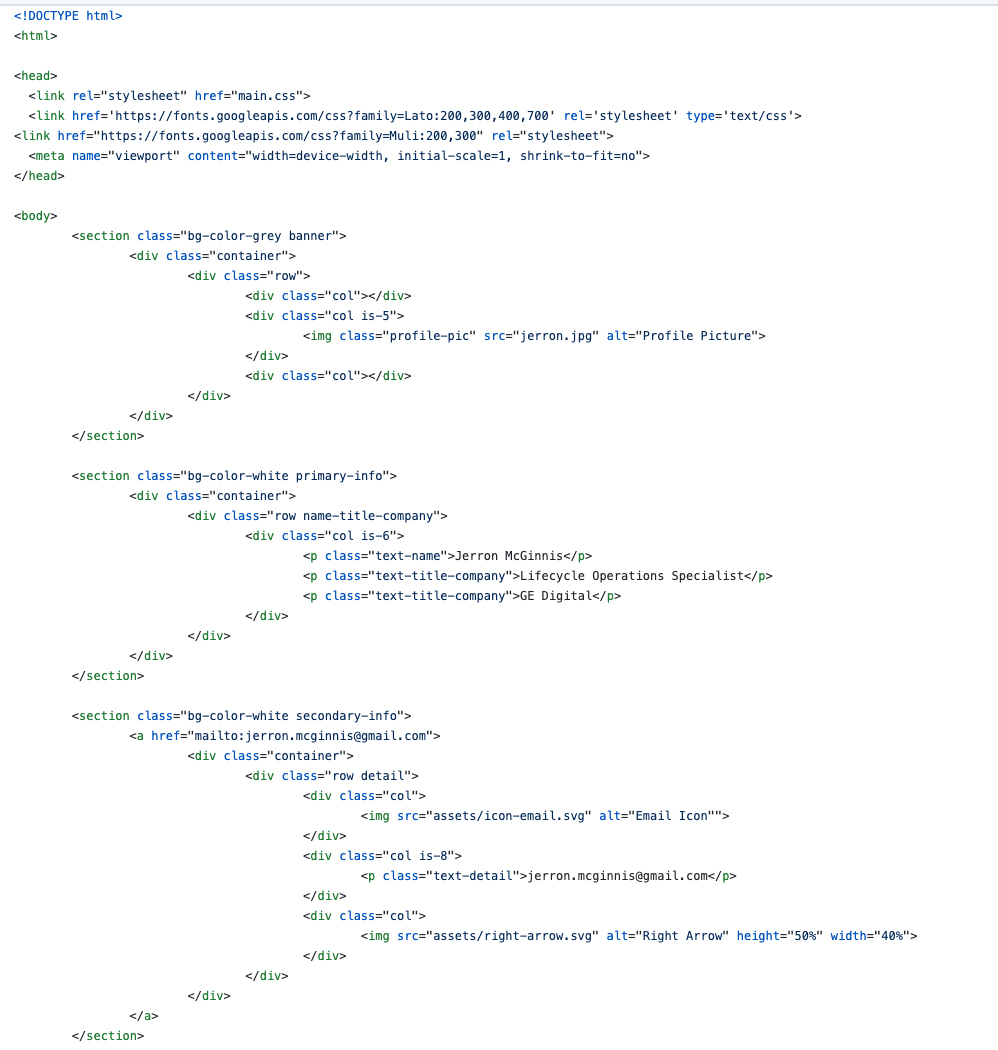 <!DOCTYPE html>
<html>
<head>
<link rel="stylesheet" href="main.css">
<link href='https://fonts.googleapis.com/css?family=Lato:200,300,400,700' rel='stylesheet' type='text/css'>
<link href="https://fonts.googleapis.com/css?family=Muli:200,300" rel="stylesheet">
<meta name="viewport" content="width=device-width, initial-scale=1, shrink-to-fit=no">
</head>
<body>
<section class="bg-color-grey banner">
<div class="container">
<div class="row">
<div class="col"></div>
<div class="col is-5">
<img class="profile-pic" src="jerron.jpg" alt="Profile Picture">
</div>
<div class="col"></div>
</div>
</div>
</section>
<section class="bg-color-white primary-info">
<div class="container">
<div class="row name-title-company">
<div class="col is-6">
<p class="text-name">Jerron McGinnis</p>
<p class="text-title-company">Lifecycle Operations Specialist</p>
<p class="text-title-company">GE Digital</p>
</div>
</div>
</div>
</section>
<section class="bg-color-white secondary-info">
<a href="mailto:jerron.mcginnis@gmail.com">
<div class="container">
<div class="row detail">
<div class="col">
<img src="assets/icon-email.svg" alt="Email Icon"">
</div>
<div class="col is-8">
<p class="text-detail">jerron.mcginnis@gmail.com</p>
</div>
<div class="col">
<img src="assets/right-arrow.svg" alt="Right Arrow" height="50%" width="40%">
</div>
</div>
</div>
</a>
</section>